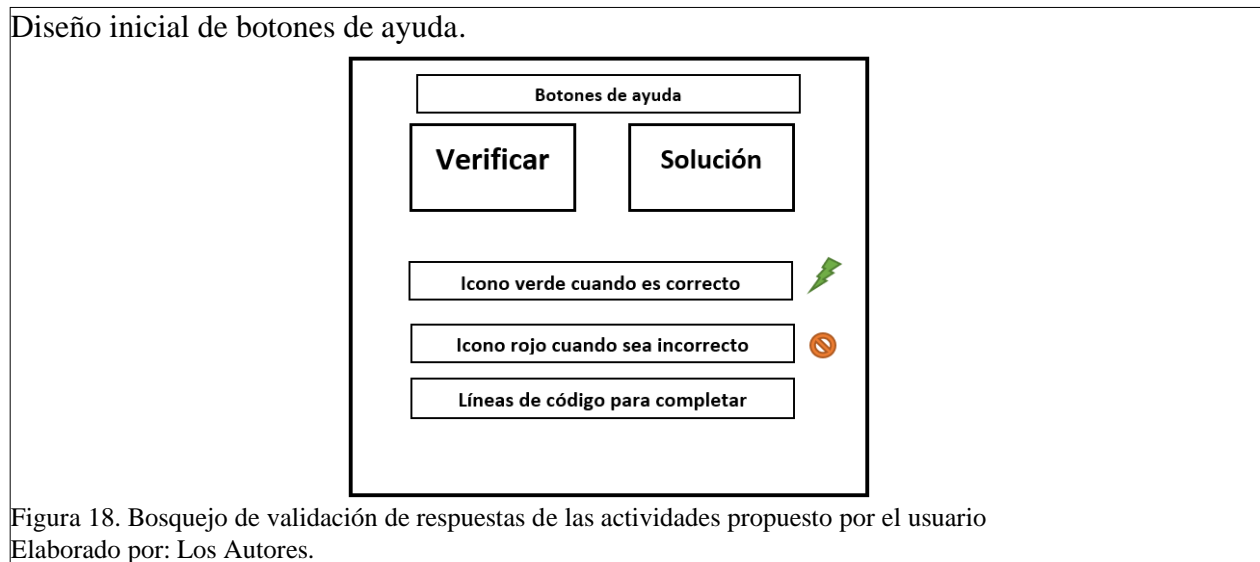 Diseño inicial de botones de ayuda.
Botones de ayuda
Verificar
Solución
Icono verde cuando es correcto
Icono rojo cuando sea incorrecto
Líneas de código para completar
Figura 18. Bosquejo de validación de respuestas de las actividades propuesto por el usuario
Elaborado por: Los Autores.